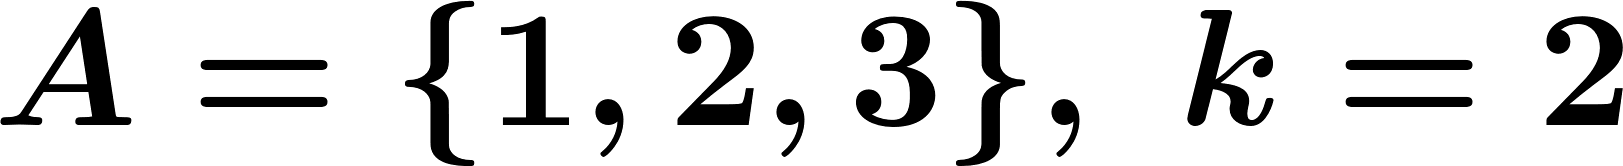 A = {1, 2, 3}, k = 2